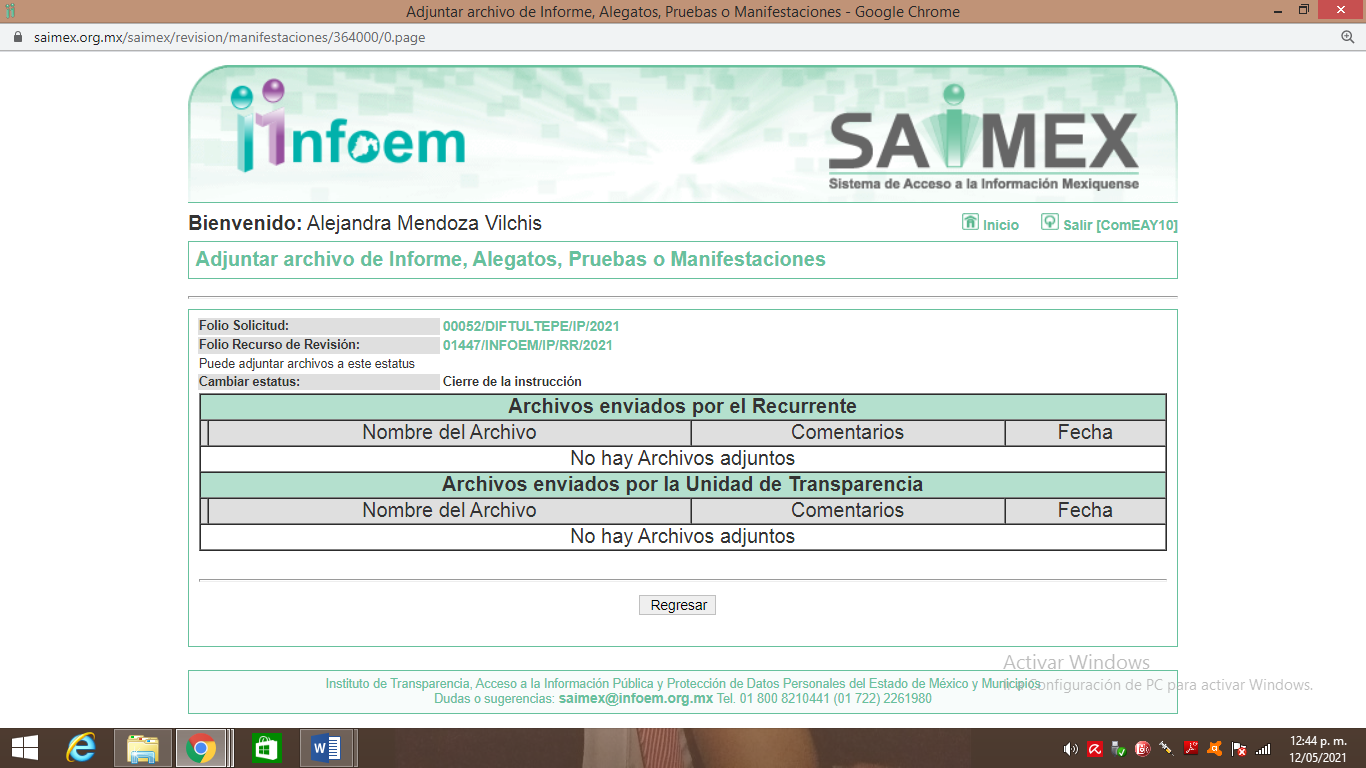 Adjuntar archivo de Informe, Alegatos, Pruebas o Manifestaciones - Google Chrome
saimex.org.mx/saimex/revision/manifestaciones/364000/0.page
infoem
SAIMEX
Sistema de Acceso a la Información Mexiquense
Bienvenido: Alejandra Mendoza Vilchis
Inicio Salir [ComEAY10]
Adjuntar archivo de Informe, Alegatos, Pruebas o Manifestaciones
Folio Solicitud: 00052/DIFTULTEPE/IP/2021
Folio Recurso de Revisión: 01447/INFOEM/IP/RR/2021
Puede adjuntar archivos a este estatus
Cambiar estatus: Cierre de la instrucción
Archivos enviados por el Recurrente
Nombre del Archivo Comentarios Fecha
No hay Archivos adjuntos
Archivos enviados por la Unidad de Transparencia
Nombre del Archivo Comentarios Fecha
No hay Archivos adjuntos
Regresar
Activar Windows
Instituto de Transparencia, Acceso a la Información Pública y Protección de Datos Personales del Estado de México y Municipios
Configuración de PC para activar Windows.
Dudas o sugerencias: saimex@infoem.org.mx Tel. 01 800 8210441 (01 722) 2261980
12:44 p. m.
12/05/2021